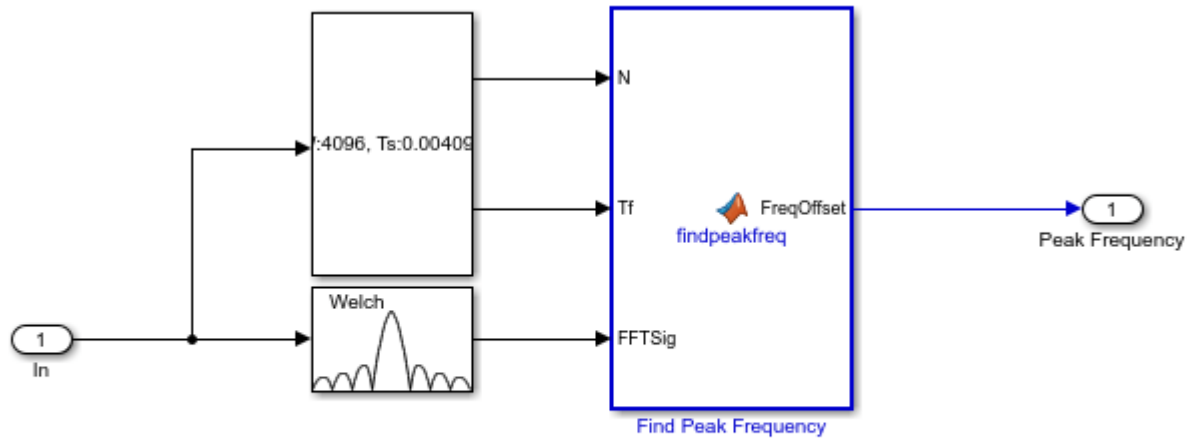 N
:4096, Ts:0.00409
Tf
FreqOffset
findpeakfreq
1
Peak Frequency
Welch
1
In
FFTSig
Find Peak Frequency